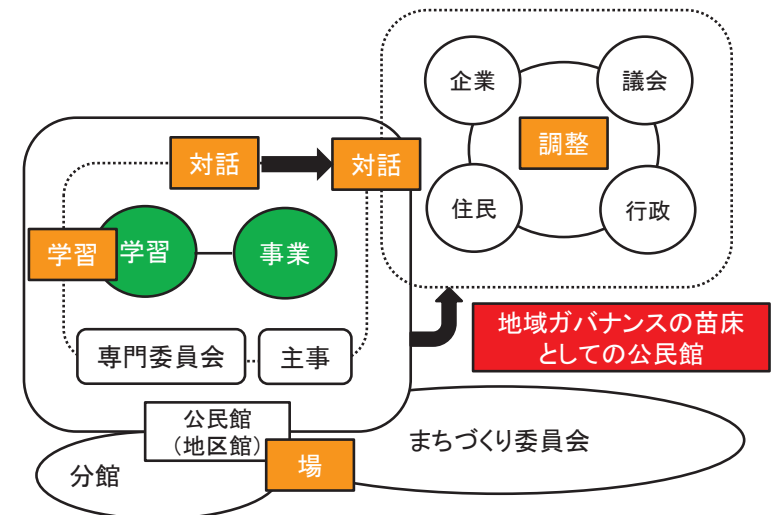 企業
議会
調整
住民
行政
対話
対話
学習
学習
事業
専門委員会
主事
地域ガバナンスの苗床
としての公民館
公民館
（地区館）
場
分館
まちづくり委員会